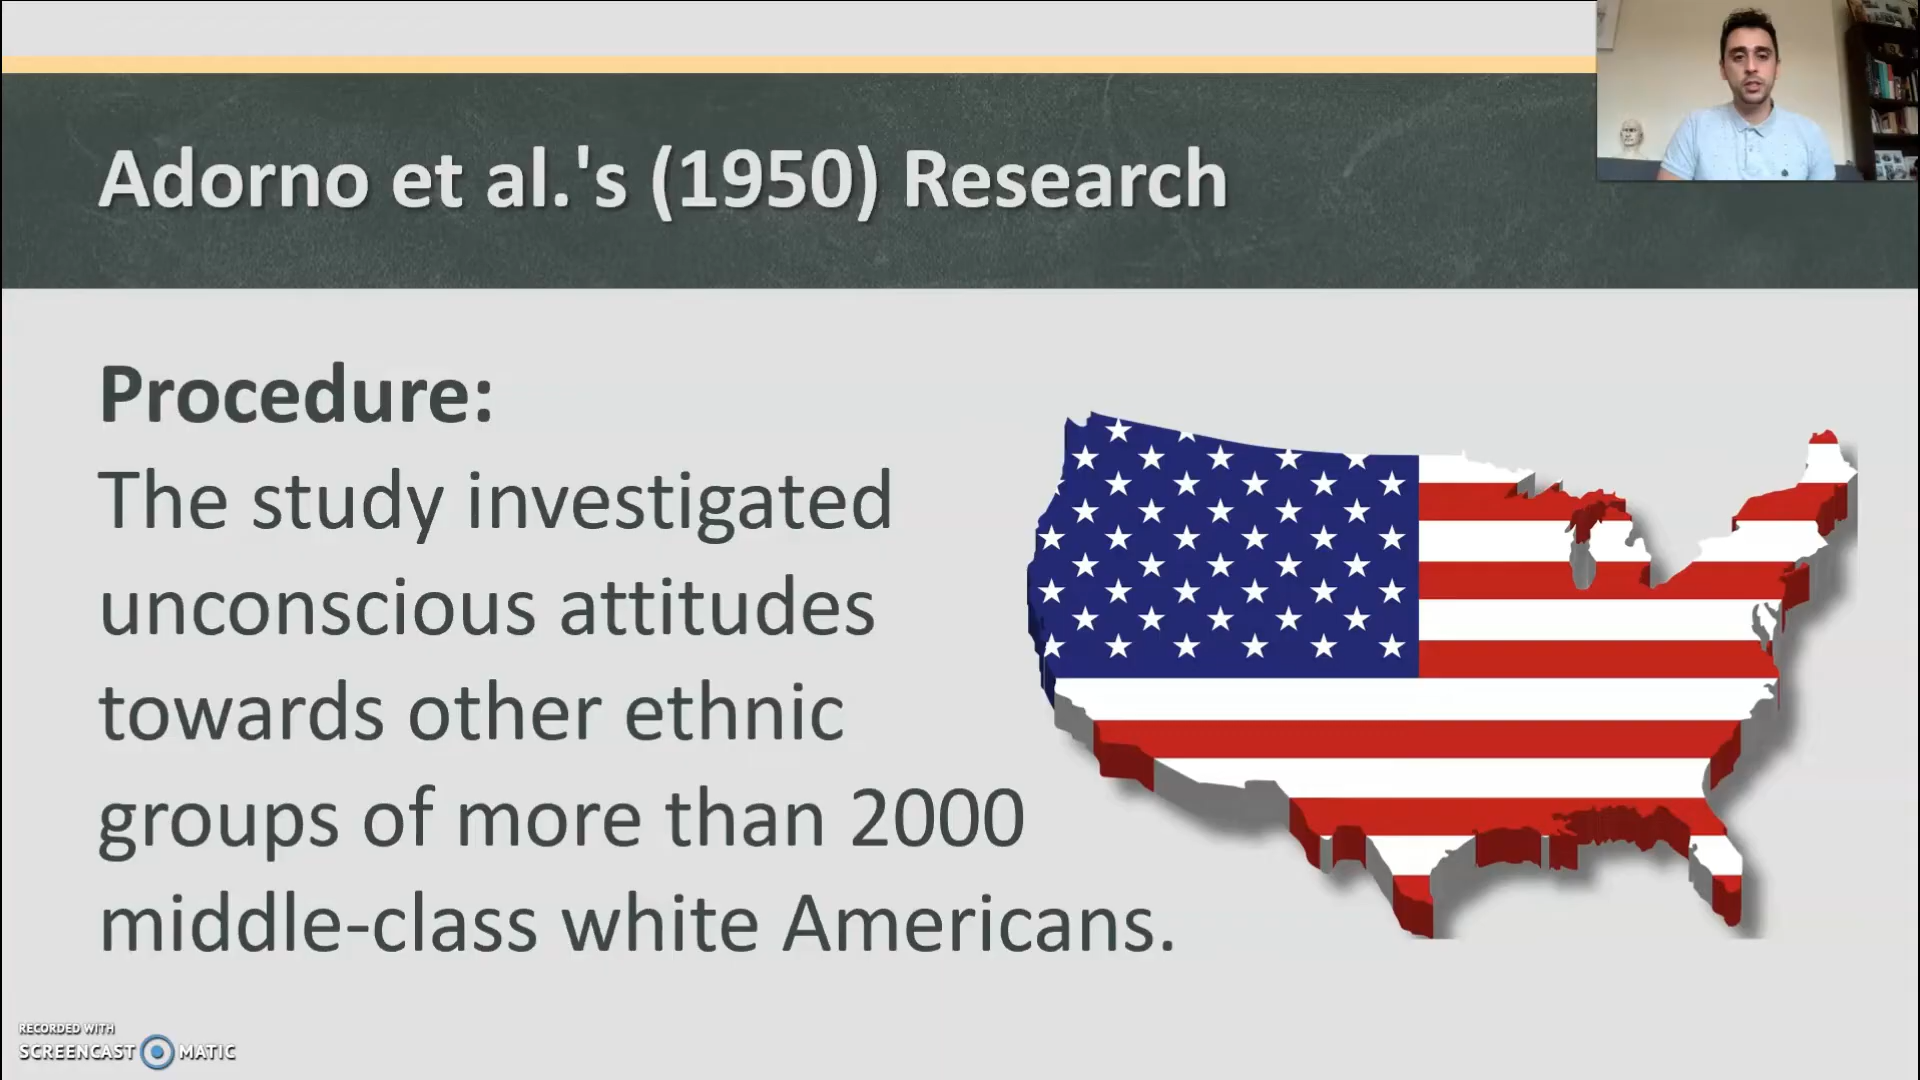 Adorno et al.'s (1950) Research
Procedure:
The study investigated
unconscious attitudes
towards other ethnic
groups of more than 2000
middle-class white Americans.
RECORDED WITH
SCREENCAST MATIC